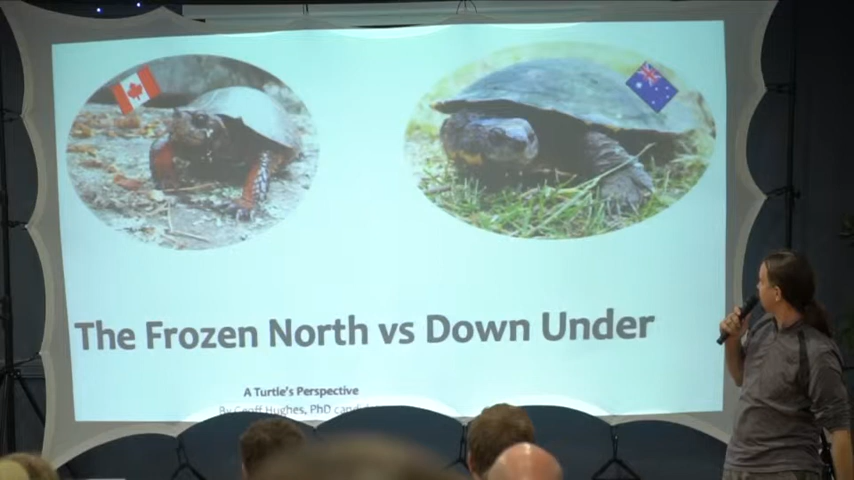 The Frozen North vs Down Under
A Turtle's Perspective
By Geoff Hughes, PhD